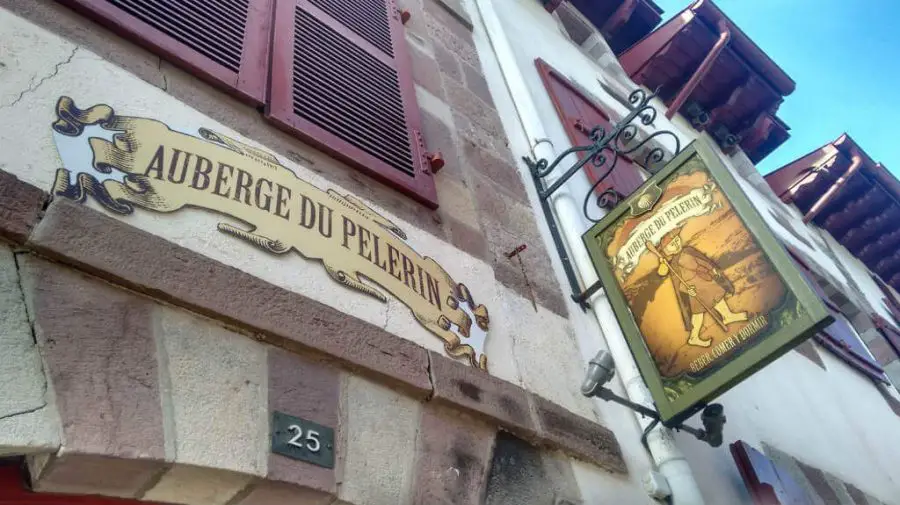 AUBERGE DU PELERIN
25
AUBERGE DU PELERIN
BEBER COMER Y DORMIR